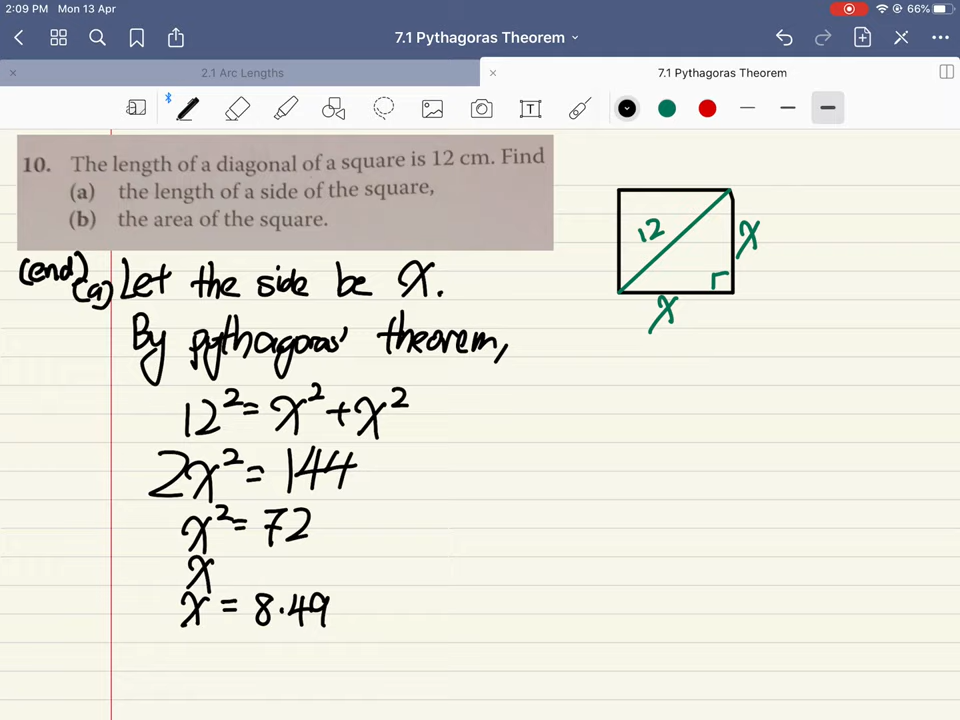 2:09 PM Mon 13 Apr 66%
7.1 Pythagoras Theorem
2.1 Arc Lengths 7.1 Pythagoras Theorem
10. The length of a diagonal of a square is 12 cm. Find
(a) the length of a side of the square,
(b) the area of the square.
12
x
x
(end) (a) Let the side be x.
By pythagoras' theorem,
12² = x² + x²
2x² = 144
x² = 72
x
x = 8.49